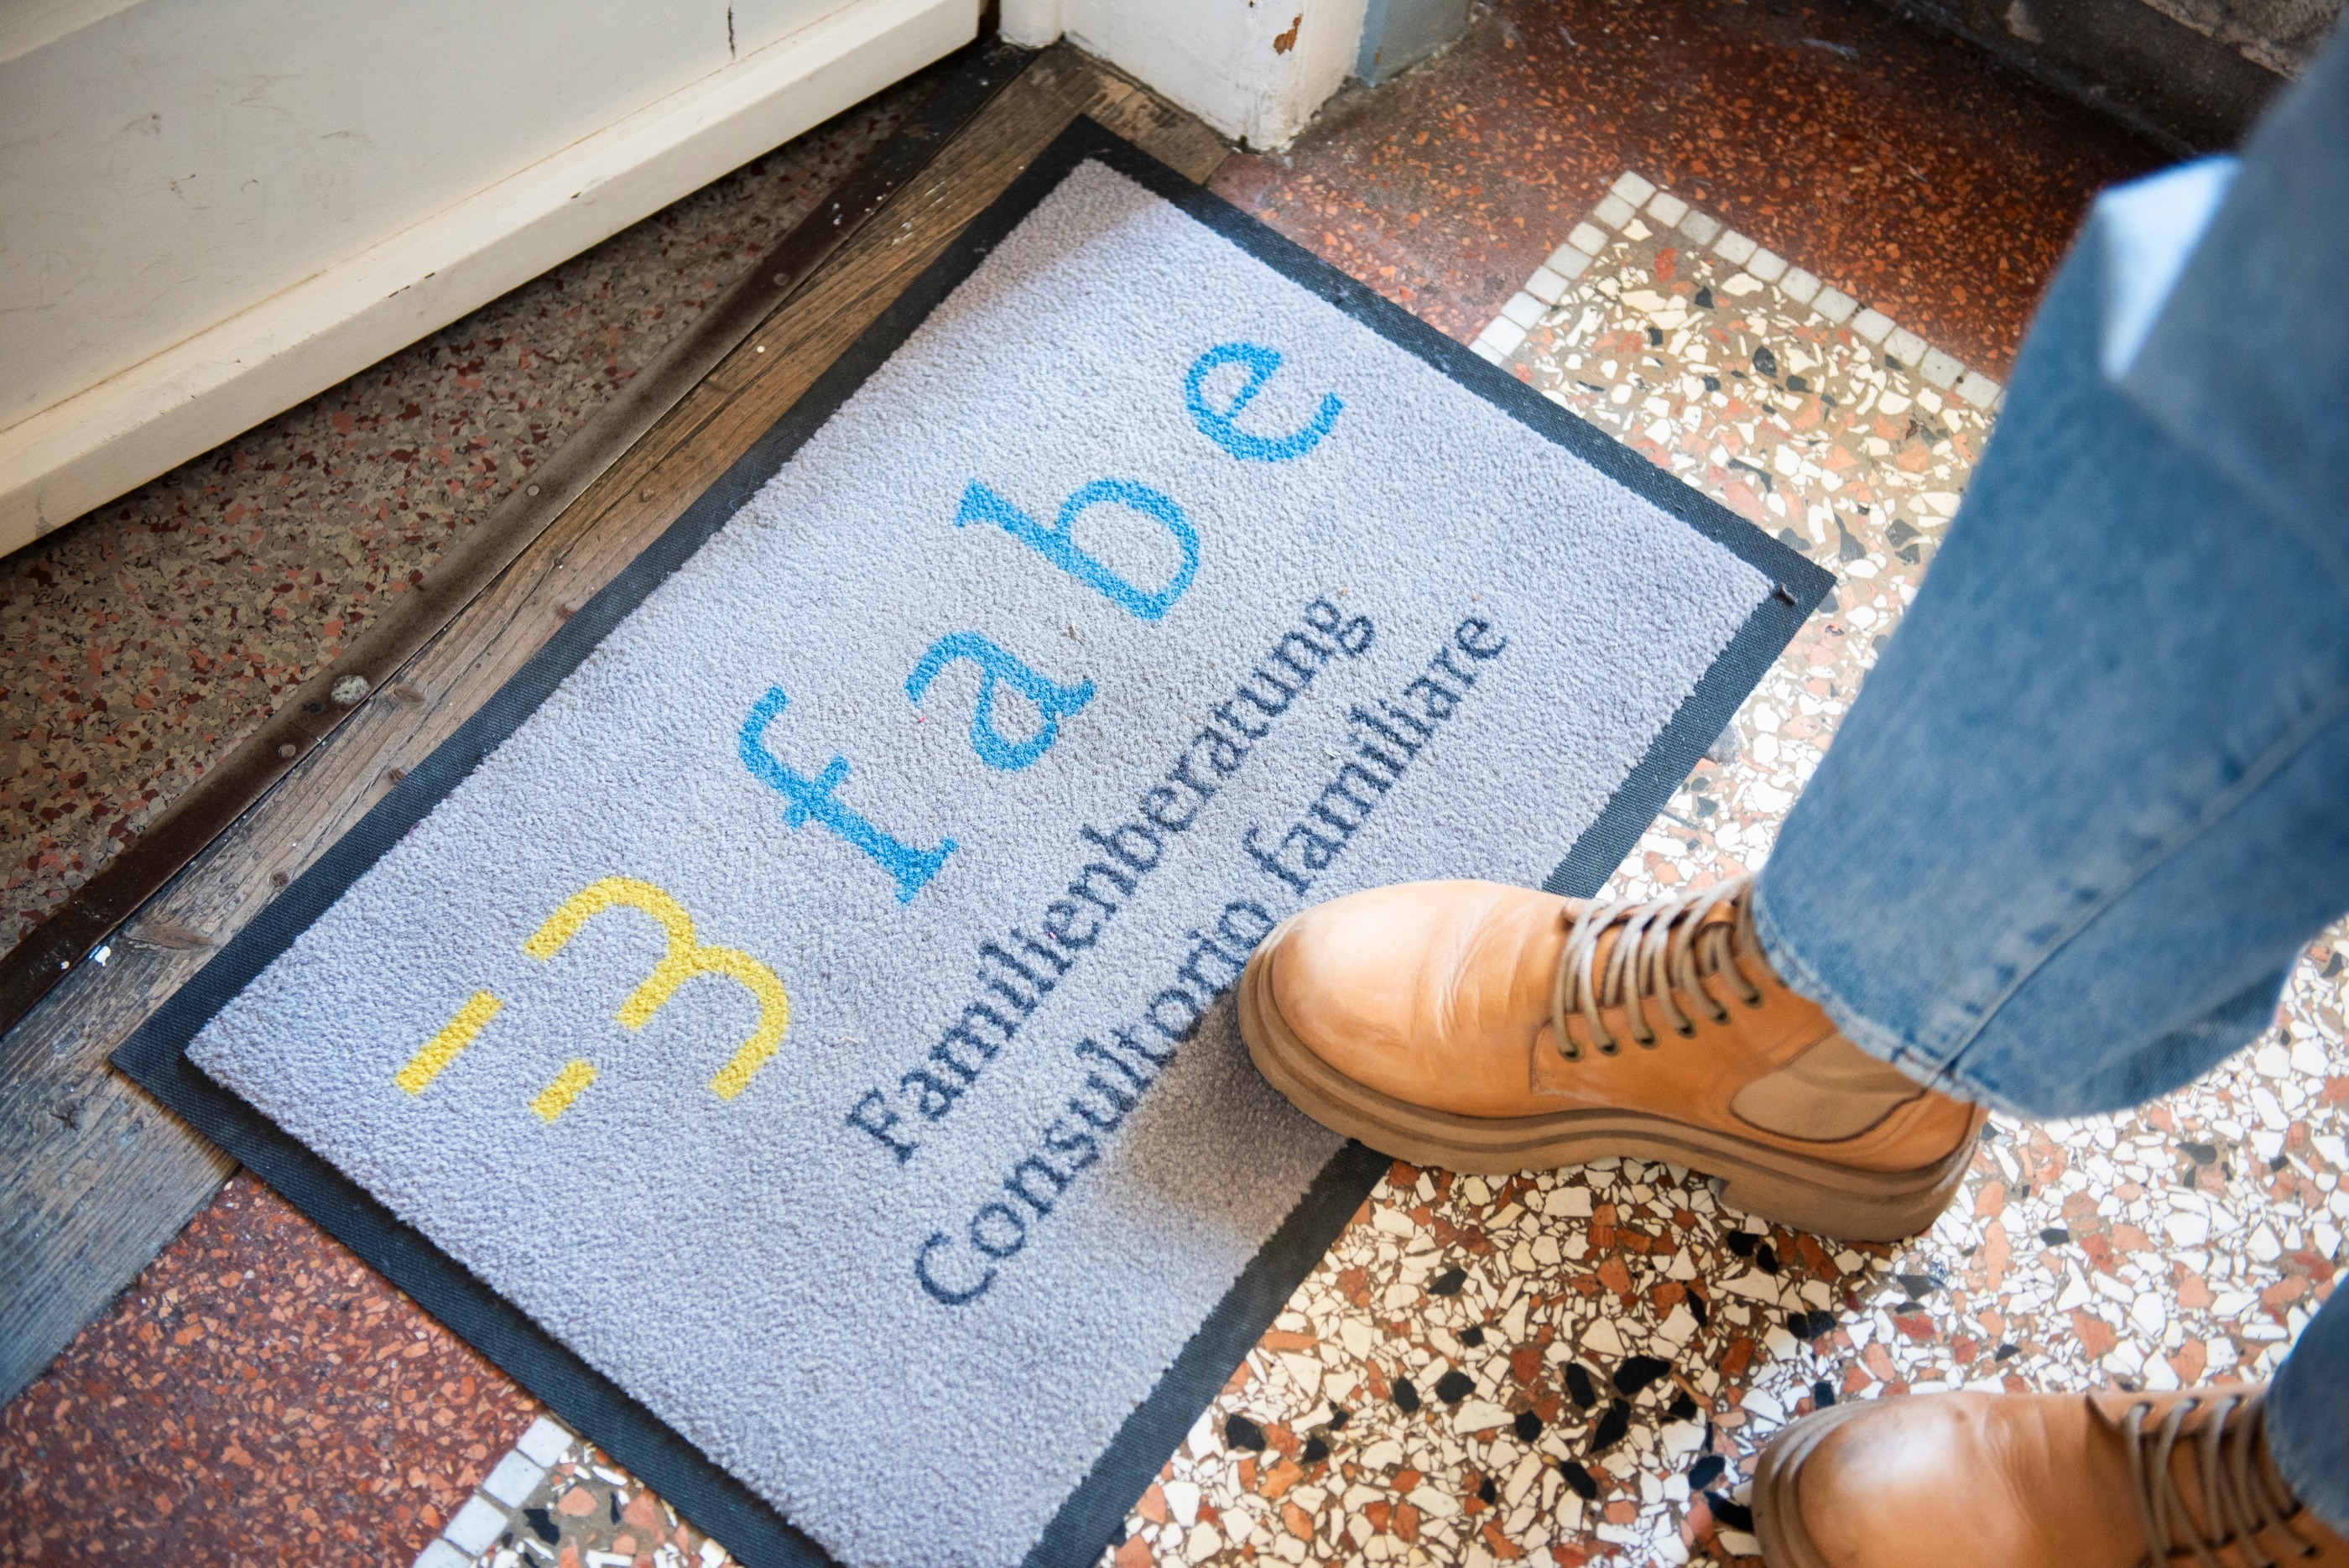 fabe
Familienberatung
Consultorio familiare